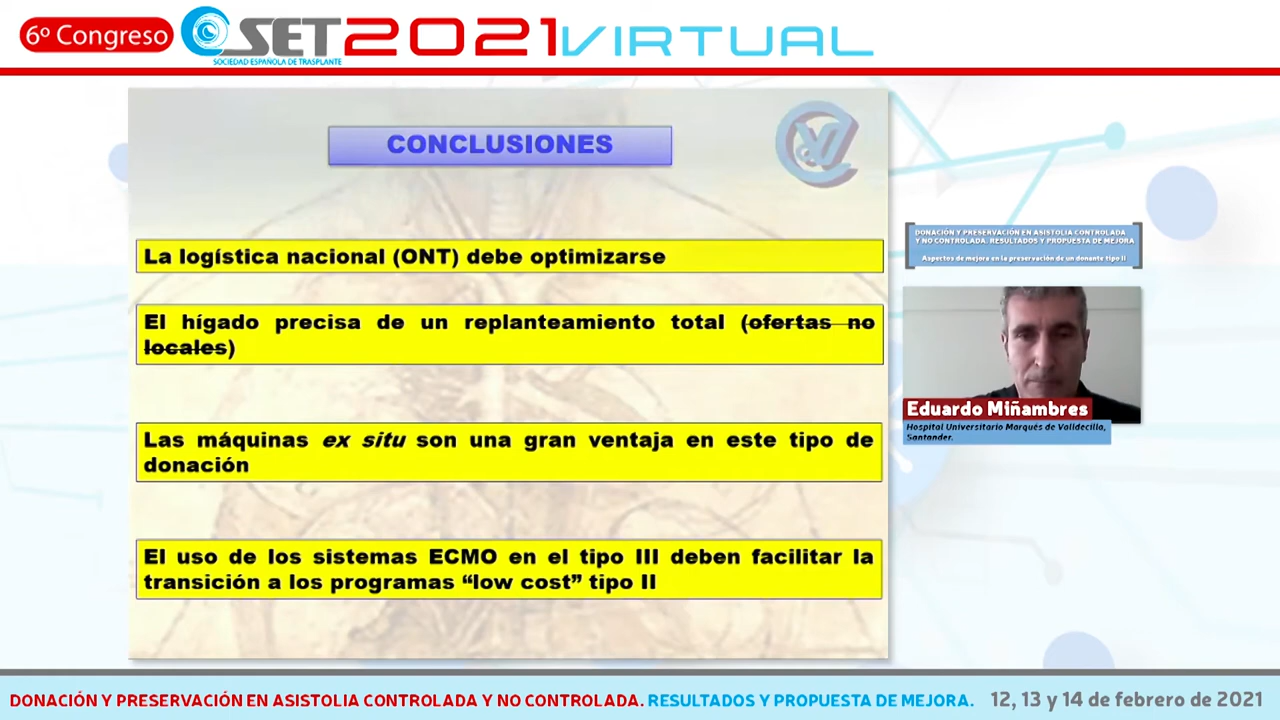 6º Congreso SET 2021 VIRTUAL
SOCIEDAD ESPAÑOLA DE TRASPLANTE
CONCLUSIONES
La logística nacional (ONT) debe optimizarse
El hígado precisa de un replanteamiento total (ofertas no
locales)
Las máquinas ex situ son una gran ventaja en este tipo de
donación
El uso de los sistemas ECMO en el tipo III deben facilitar la
transición a los programas “low cost” tipo II
DONACIÓN Y PRESERVACIÓN EN ASISTOLIA CONTROLADA
Y NO CONTROLADA. RESULTADOS Y PROPUESTA DE MEJORA
Aspectos de mejora en la preservación de un donante tipo II
Eduardo Miñambres
Hospital Universitario Marqués de Valldecilla,
Santander.
DONACIÓN Y PRESERVACIÓN EN ASISTOLIA CONTROLADA Y NO CONTROLADA. RESULTADOS Y PROPUESTA DE MEJORA. 12, 13 y 14 de febrero de 2021